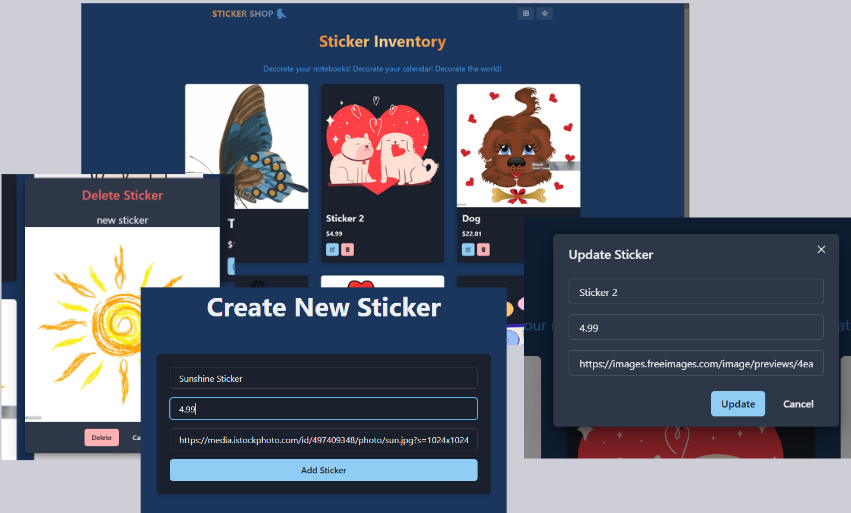 STICKER SHOP
Sticker Inventory
Decorate your notebooks! Decorate your calendar! Decorate the world!
T
$
Sticker 2
$4.99
Dog
$22.01
iStock
Delete Sticker
new sticker
Delete
Ca
Create New Sticker
Sunshine Sticker
4.99
https://media.istockphoto.com/id/497409348/photo/sun.jpg?s=1024x1024
Add Sticker
Update Sticker
Sticker 2
4.99
our
at
https://images.freeimages.com/image/previews/4ea
Update
Cancel